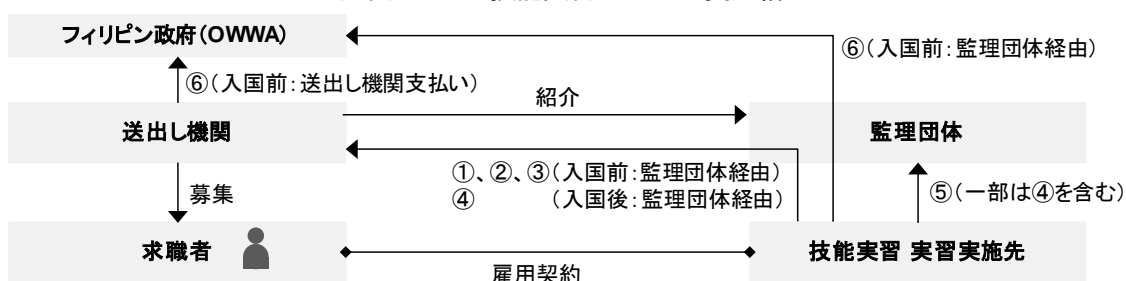 フィリピン政府(OWWA)
⑥(入国前:監理団体経由)
⑥(入国前:送出し機関支払い)
紹介
送出し機関
監理団体
①、②、③(入国前:監理団体経由)
④ (入国後:監理団体経由)
⑤(一部は④を含む)
募集
求職者
技能実習 実習実施先
雇用契約